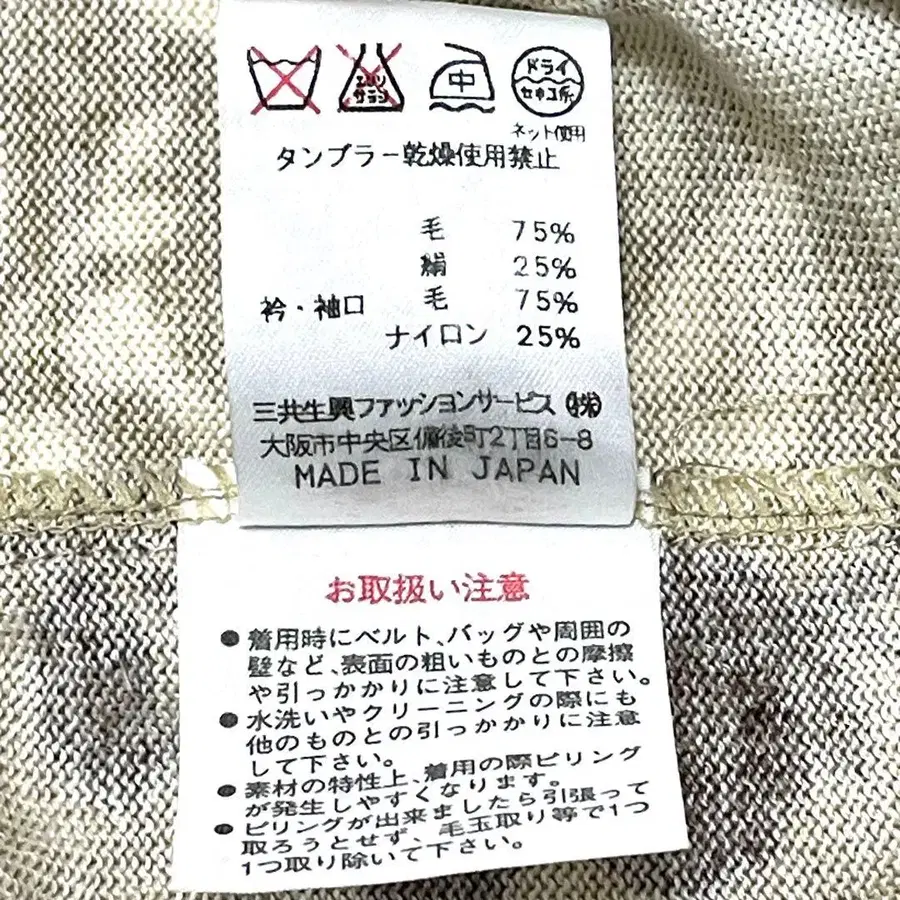 エンソ
サラシ
中
ドライ
セキユ系
ネット使用
タンブラー乾燥使用禁止
毛 75%
絹 25%
衿・袖口 毛 75%
ナイロン 25%
三共生興ファッションサービス㈱
大阪市中央区備後町2丁目6-8
MADE IN JAPAN
お取扱い注意
●着用時にベルト、バッグや周囲の
壁など、表面の粗いものとの摩擦
や引っかかりに注意して下さい。
●水洗いやクリーニングの際にも
他のものとの引っかかりに注意
して下さい。
●素材の特性上、着用の際ピリング
が発生しやすくなります。
●ピリングが出来ましたら引張って
取ろうとせず、毛玉取り等で1つ
1つ取り除いて下さい。